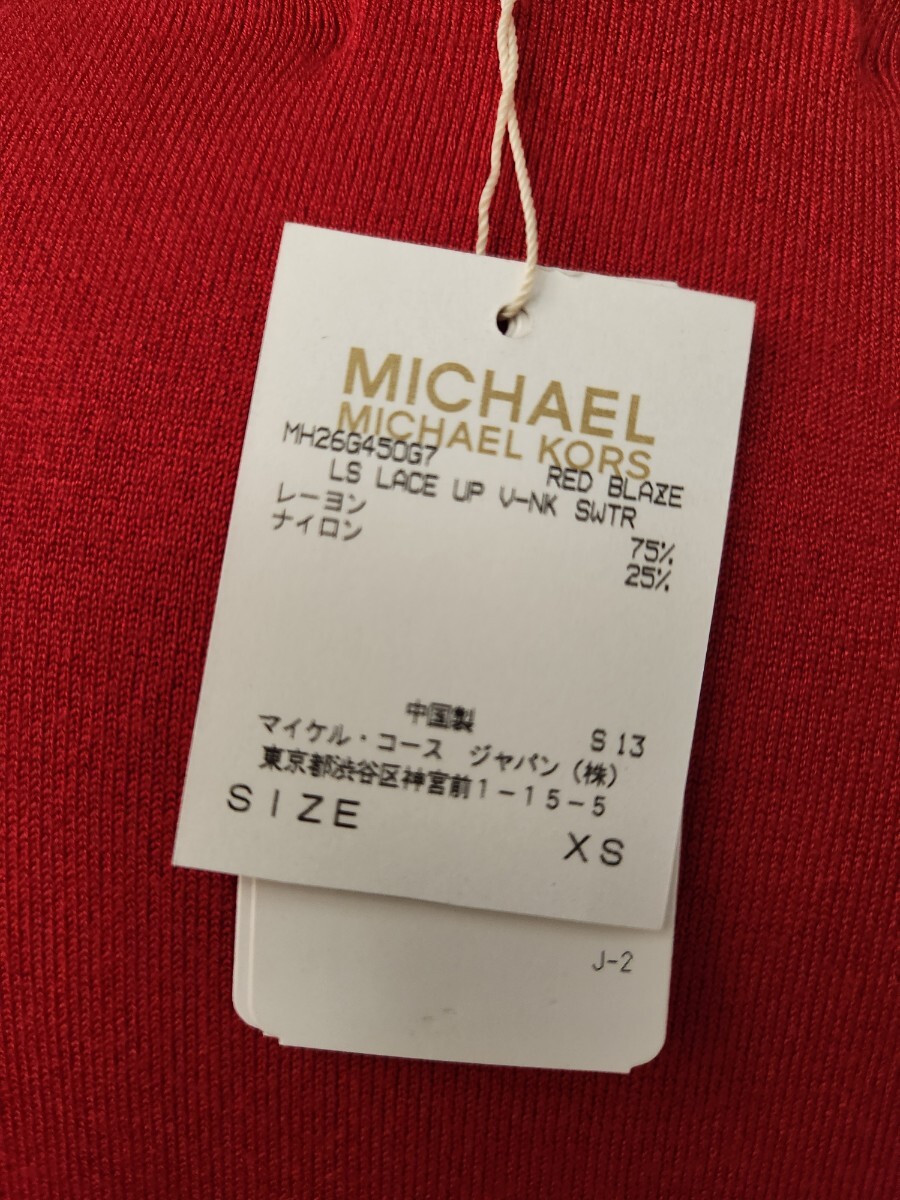 MICHAEL
MICHAEL KORS
MH26G450G7 RED BLAZE
LS LACE UP V-NK SWTR
レーヨン 75%
ナイロン 25%
中国製
マイケル・コース ジャパン(株) S 13
東京都渋谷区神宮前1-15-5
SIZE XS
J-2